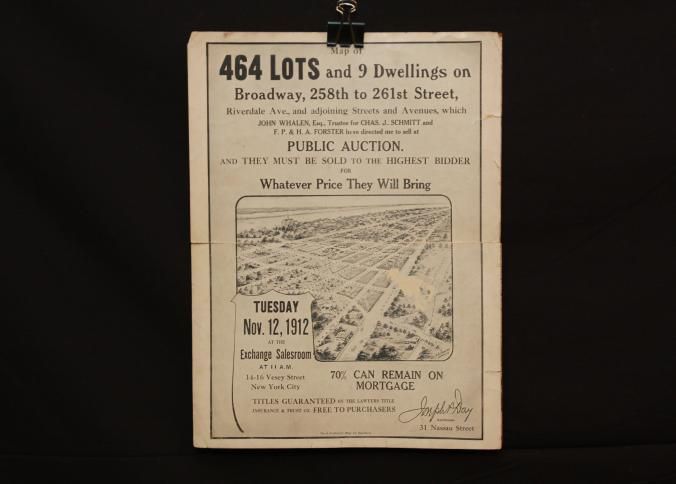 Map of
464 LOTS and 9 Dwellings on
Broadway, 258th to 261st Street,
Riverdale Ave., and adjoining Streets and Avenues, which
JOHN WHALEN, Esq., Trustee for CHAS. J. SCHMITT and
F. P. & H. A. FORSTER have directed me to sell at
PUBLIC AUCTION.
AND THEY MUST BE SOLD TO THE HIGHEST BIDDER
FOR
Whatever Price They Will Bring
TUESDAY
Nov. 12, 1912
AT THE
Exchange Salesroom
AT 11 A.M.
14-16 Vesey Street
New York City
70% CAN REMAIN ON
MORTGAGE
TITLES GUARANTEED BY THE LAWYERS TITLE
INSURANCE & TRUST CO. FREE TO PURCHASERS
Joseph P. Day
31 Nassau Street